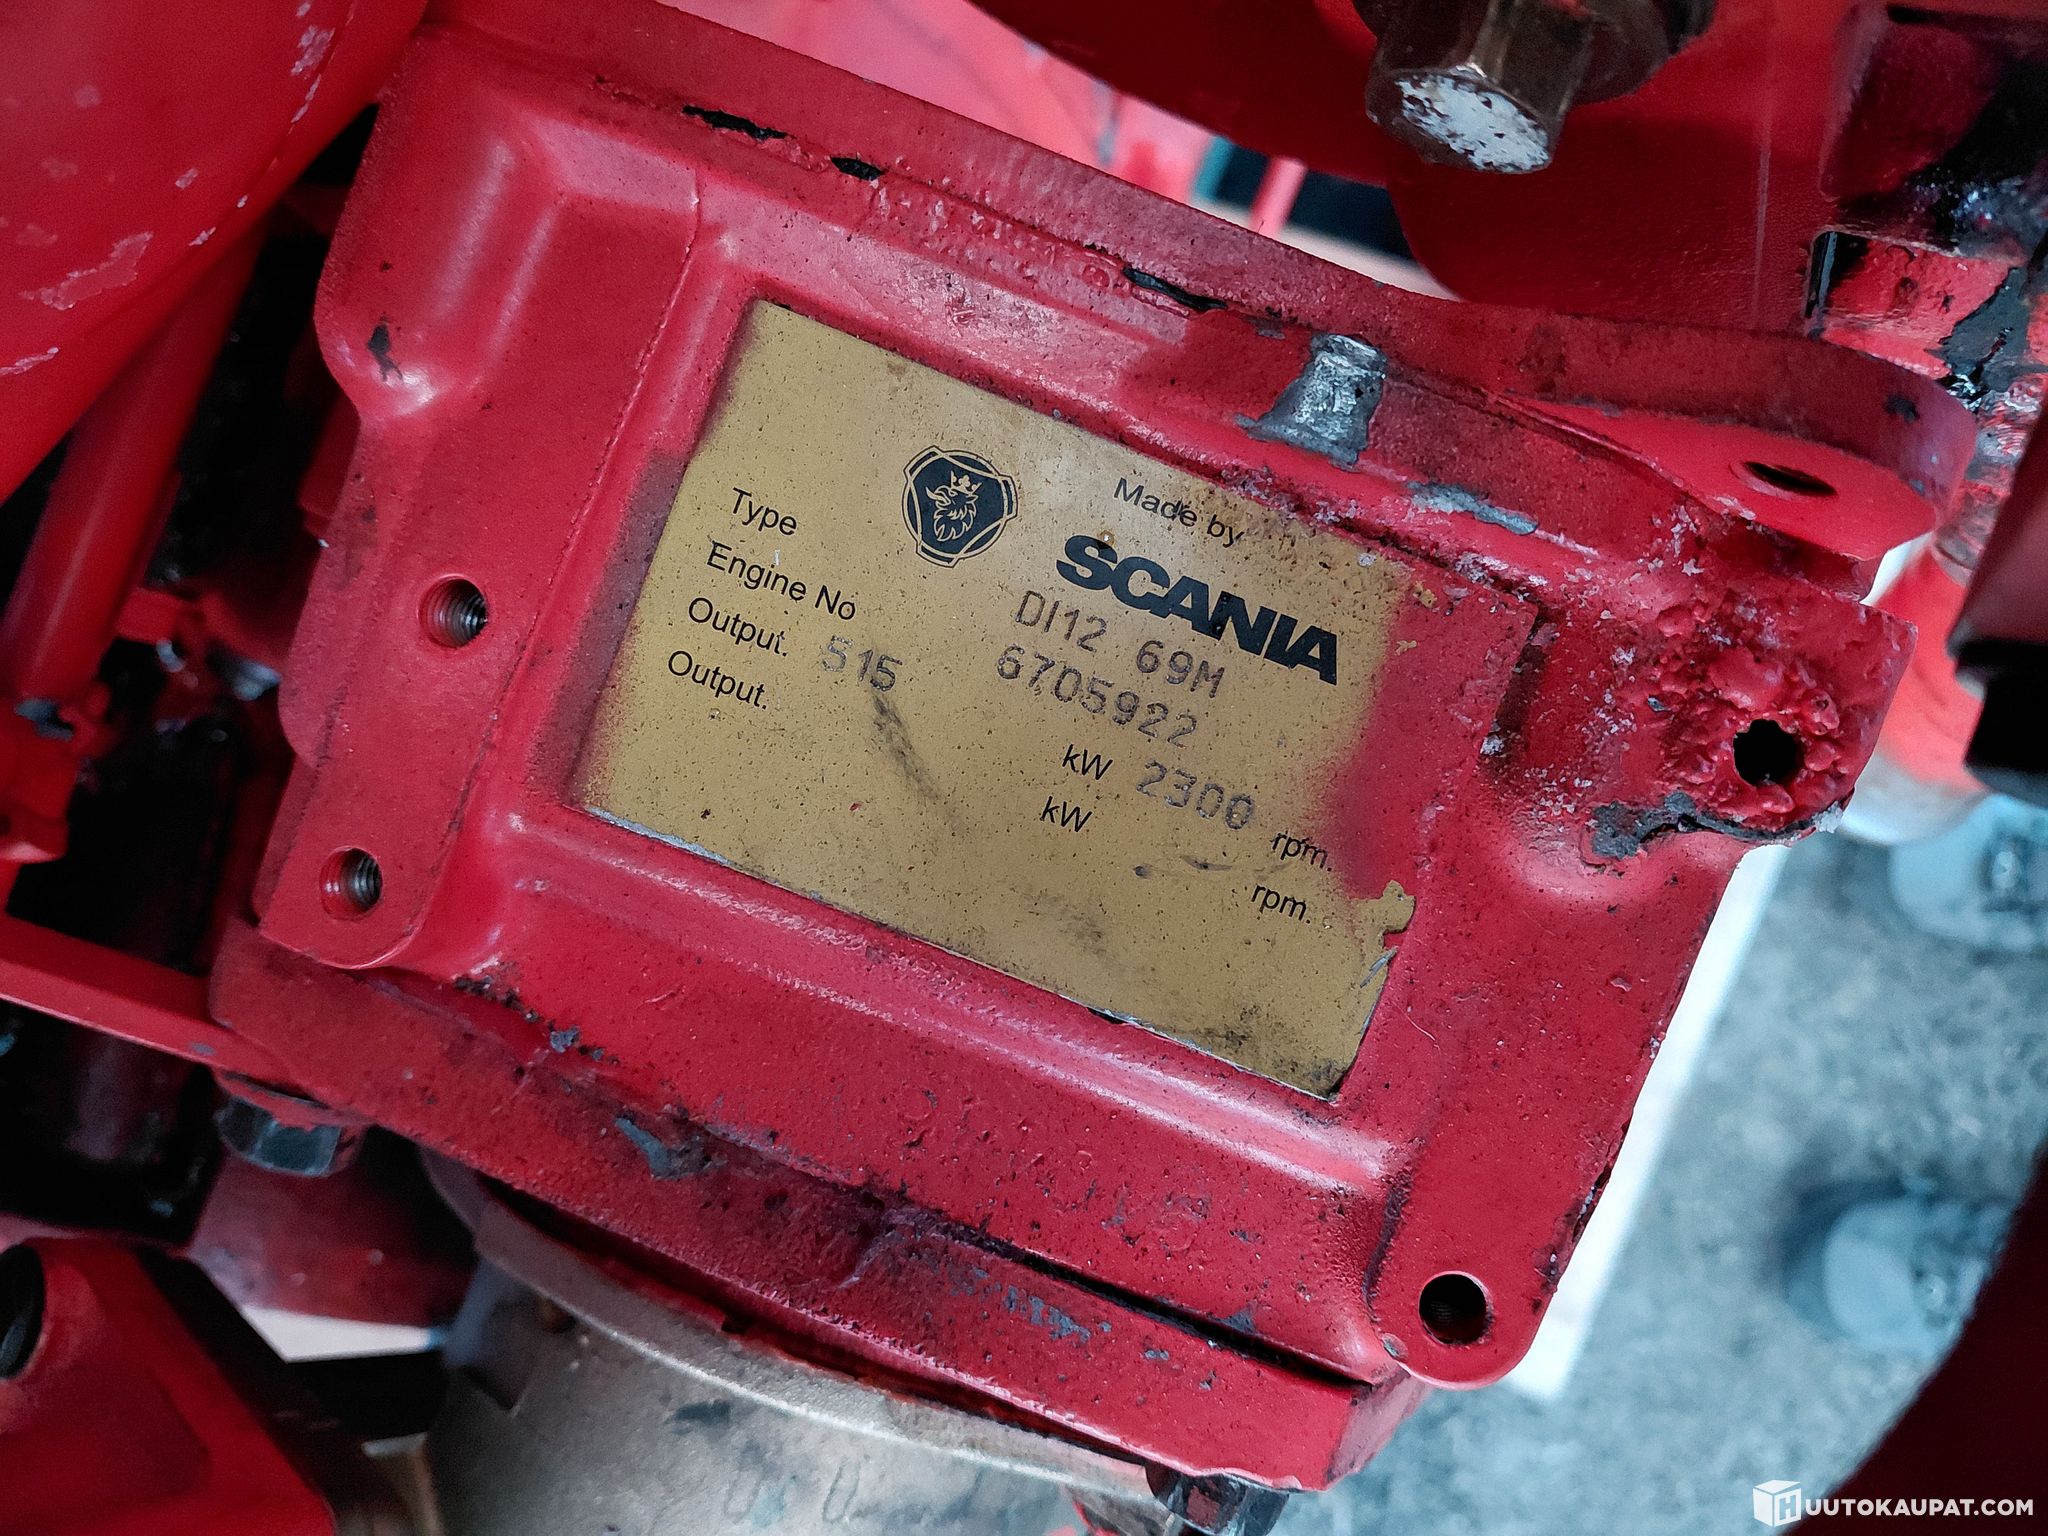 Made by
SCANIA
Type DI12 69M
Engine No 6705922
Output. 515 kW 2300 rpm.
Output. kW rpm.
HUUTOKAUPAT.COM